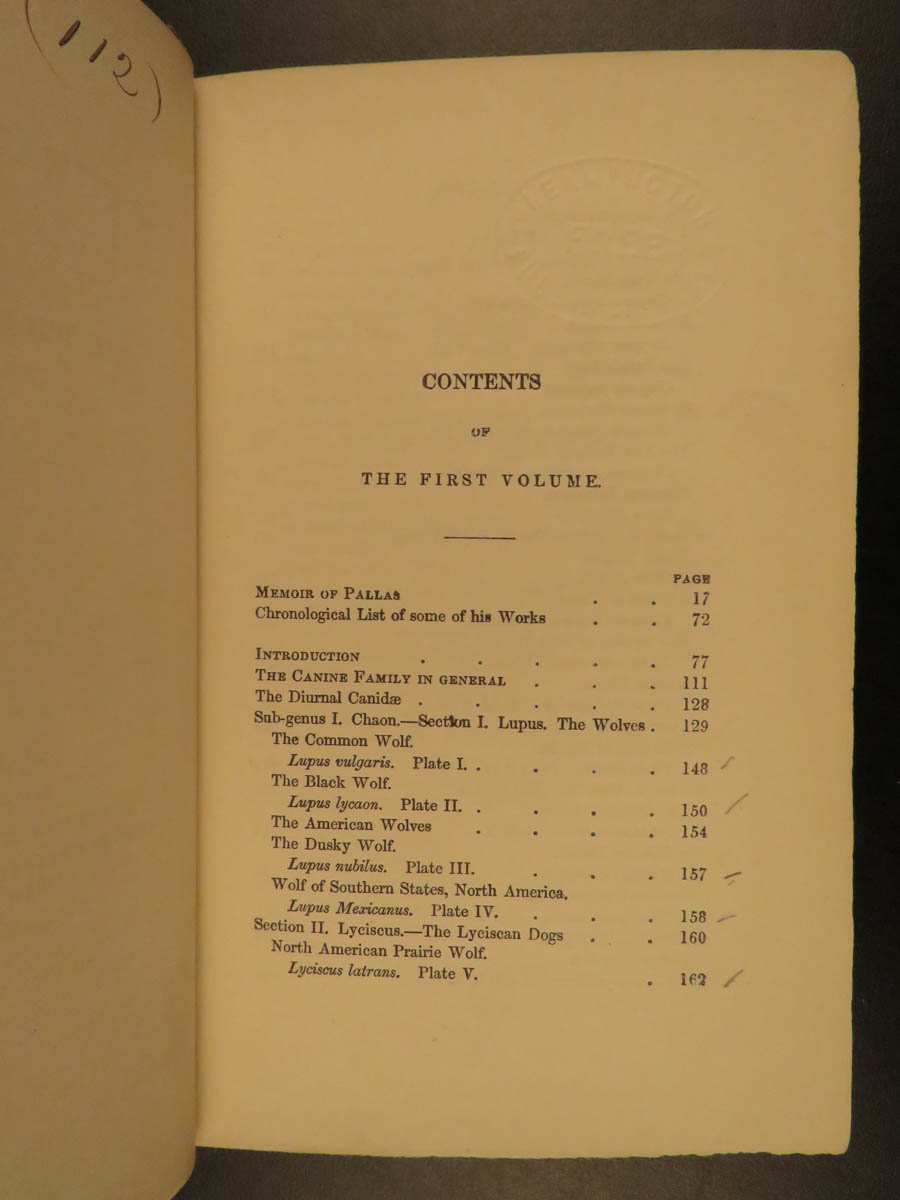 (112)
CONTENTS
OF
THE FIRST VOLUME.
PAGE
MEMOIR OF PALLAS . . 17
Chronological List of some of his Works . . 72
INTRODUCTION . . . . . 77
THE CANINE FAMILY IN GENERAL . . . 111
The Diurnal Canidæ . . . . . 128
Sub-genus I. Chaon.—Section I. Lupus. The Wolves . 129
The Common Wolf.
Lupus vulgaris. Plate I. . . . . 148
The Black Wolf.
Lupus lycaon. Plate II. . . . . 150
The American Wolves . . . . 154
The Dusky Wolf.
Lupus nubilus. Plate III. . . . 157
Wolf of Southern States, North America.
Lupus Mexicanus. Plate IV. . . . 158
Section II. Lyciscus.—The Lyciscan Dogs . . 160
North American Prairie Wolf.
Lyciscus latrans. Plate V. . 162